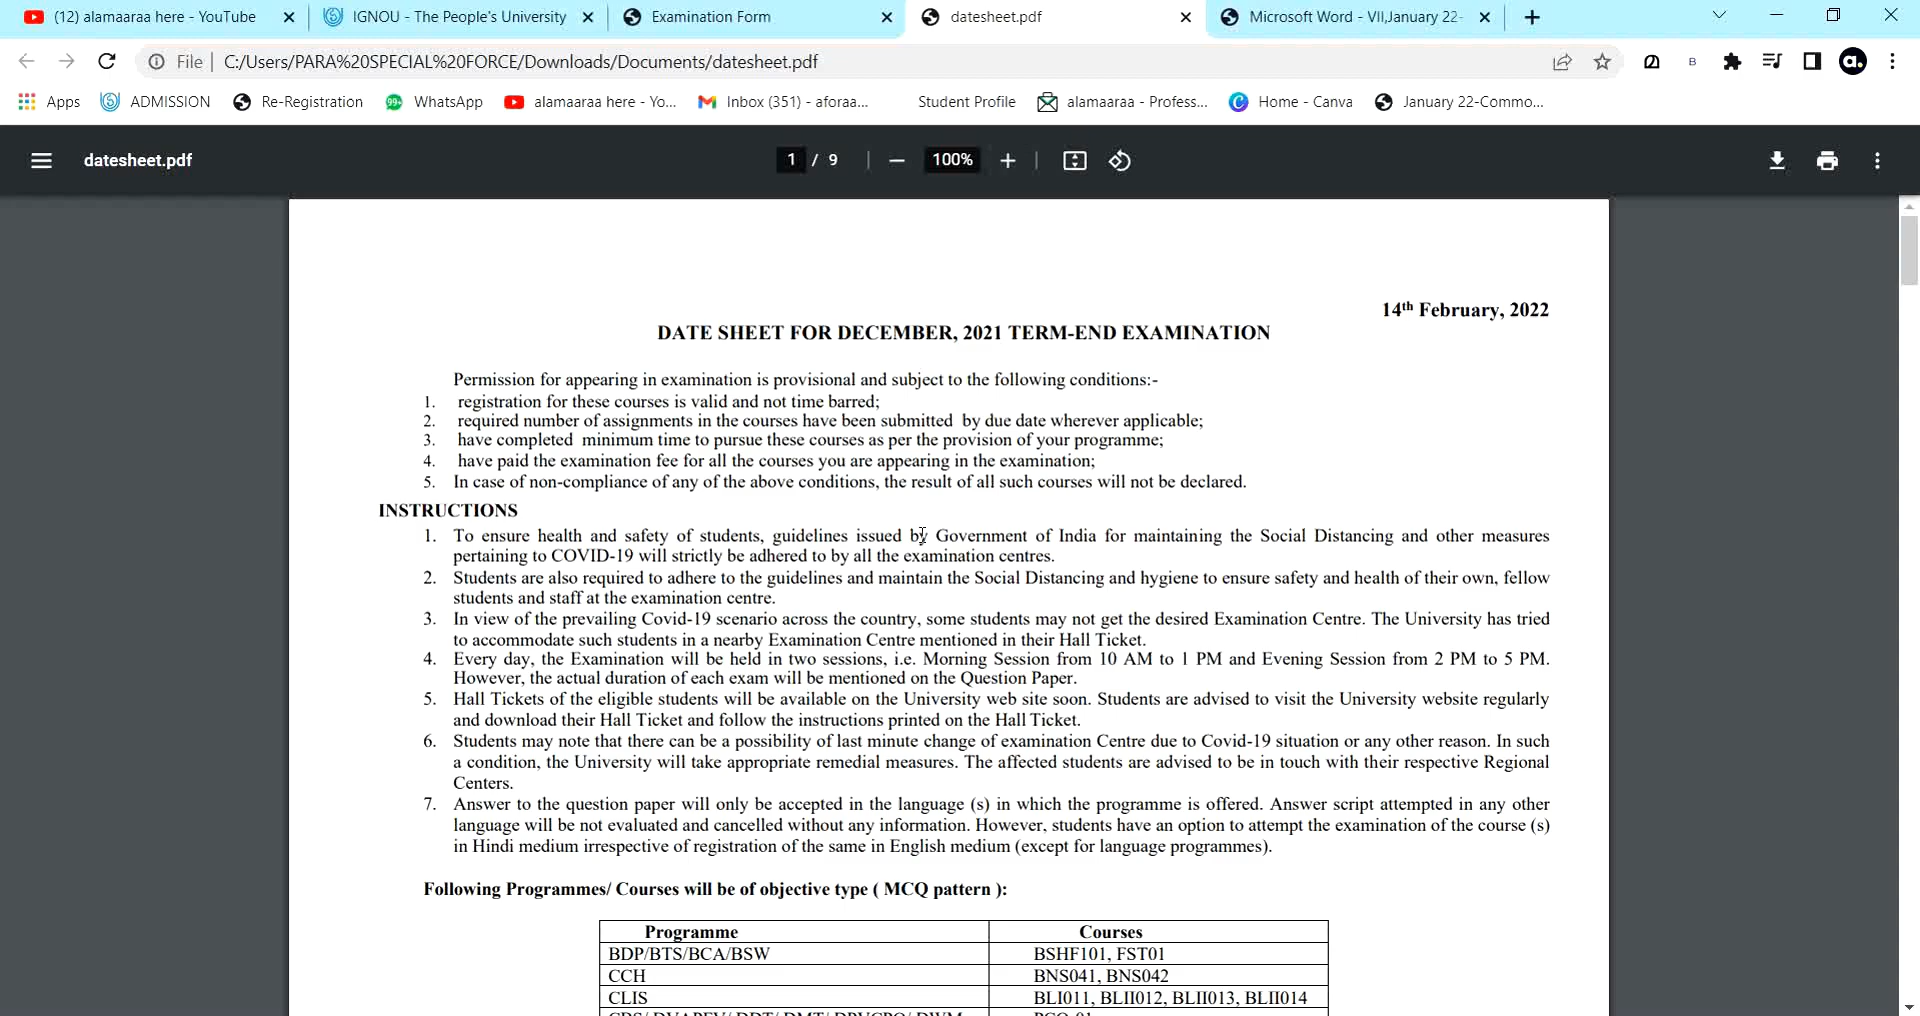 (12) alamaaraa here - YouTube
IGNOU - The People's University
Examination Form
datesheet.pdf
Microsoft Word - VII,January 22-
File
C:/Users/PARA%20SPECIAL%20FORCE/Downloads/Documents/datesheet.pdf
B
a.
Apps
ADMISSION
Re-Registration
99+
WhatsApp
alamaaraa here - Yo...
Inbox (351) - aforaa...
Student Profile
alamaaraa - Profess...
Home - Canva
January 22-Commo...
datesheet.pdf
1 / 9
100%
14th February, 2022
DATE SHEET FOR DECEMBER, 2021 TERM-END EXAMINATION
Permission for appearing in examination is provisional and subject to the following conditions:-
1. registration for these courses is valid and not time barred;
2. required number of assignments in the courses have been submitted by due date wherever applicable;
3. have completed minimum time to pursue these courses as per the provision of your programme;
4. have paid the examination fee for all the courses you are appearing in the examination;
5. In case of non-compliance of any of the above conditions, the result of all such courses will not be declared.
INSTRUCTIONS
1. To ensure health and safety of students, guidelines issued by Government of India for maintaining the Social Distancing and other measures
pertaining to COVID-19 will strictly be adhered to by all the examination centres.
2. Students are also required to adhere to the guidelines and maintain the Social Distancing and hygiene to ensure safety and health of their own, fellow
students and staff at the examination centre.
3. In view of the prevailing Covid-19 scenario across the country, some students may not get the desired Examination Centre. The University has tried
to accommodate such students in a nearby Examination Centre mentioned in their Hall Ticket.
4. Every day, the Examination will be held in two sessions, i.e. Morning Session from 10 AM to 1 PM and Evening Session from 2 PM to 5 PM.
However, the actual duration of each exam will be mentioned on the Question Paper.
5. Hall Tickets of the eligible students will be available on the University web site soon. Students are advised to visit the University website regularly
and download their Hall Ticket and follow the instructions printed on the Hall Ticket.
6. Students may note that there can be a possibility of last minute change of examination Centre due to Covid-19 situation or any other reason. In such
a condition, the University will take appropriate remedial measures. The affected students are advised to be in touch with their respective Regional
Centers.
7. Answer to the question paper will only be accepted in the language (s) in which the programme is offered. Answer script attempted in any other
language will be not evaluated and cancelled without any information. However, students have an option to attempt the examination of the course (s)
in Hindi medium irrespective of registration of the same in English medium (except for language programmes).
Following Programmes/ Courses will be of objective type ( MCQ pattern ):
Programme Courses
BDP/BTS/BCA/BSW BSHF101, FST01
CCH BNS041, BNS042
CLIS BLI011, BLII012, BLII013, BLII014